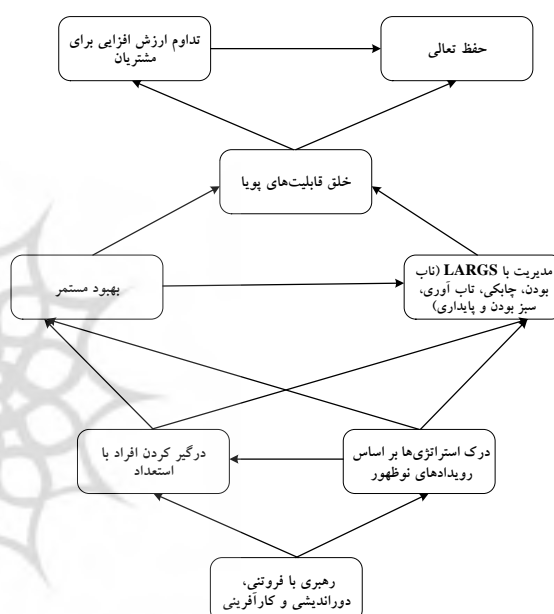 حفظ تعالی
تداوم ارزش افزایی برای
مشتریان
خلق قابلیت‌های پویا
مدیریت با LARGS (ناب
بودن، چابکی، تاب آوری،
سبز بودن و پایداری)
بهبود مستمر
درک استراتژی‌ها بر اساس
رویدادهای نوظهور
درگیر کردن افراد با
استعداد
رهبری با فروتنی،
دوراندیشی و کارآفرینی